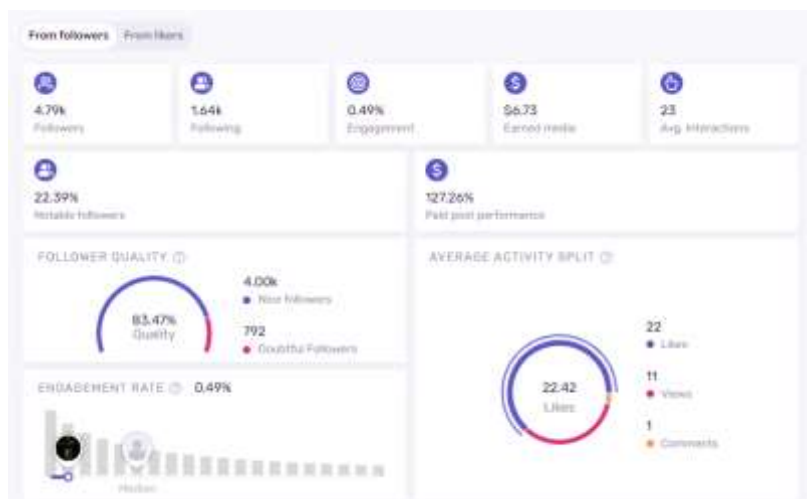 From followers From likers
4.79k 1.64k 0.49% $6.73 23
Followers Following Engagement Earned media Avg. Interactions
22.39% 127.26%
Notable followers Paid post performance
FOLLOWER QUALITY
83.47%
Quality
4.00k
Nice followers
792
Doubtful Followers
AVERAGE ACTIVITY SPLIT
22.42
Likes
22
Likes
11
Views
1
Comments
ENGAGEMENT RATE 0.49%
Median